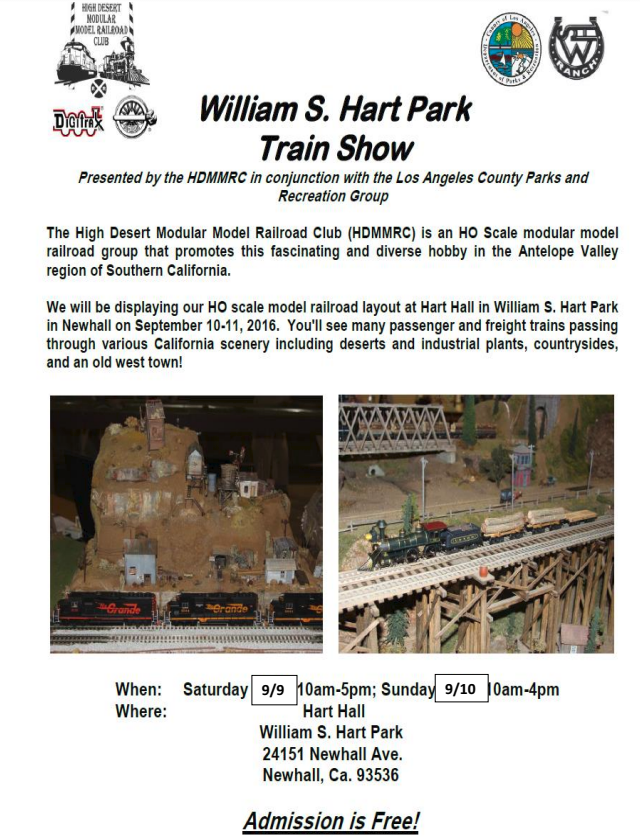 HIGH DESERT
MODULAR
MODEL RAILROAD
CLUB
DIGITRAX
RANCH
William S. Hart Park
Train Show
Presented by the HDMMRC in conjunction with the Los Angeles County Parks and
Recreation Group
The High Desert Modular Model Railroad Club (HDMMRC) is an HO Scale modular model
railroad group that promotes this fascinating and diverse hobby in the Antelope Valley
region of Southern California.
We will be displaying our HO scale model railroad layout at Hart Hall in William S. Hart Park
in Newhall on September 10-11, 2016. You'll see many passenger and freight trains passing
through various California scenery including deserts and industrial plants, countrysides,
and an old west town!
Grande
Grande
When: Saturday 9/9 10am-5pm; Sunday 9/10 10am-4pm
Where: Hart Hall
William S. Hart Park
24151 Newhall Ave.
Newhall, Ca. 93536
Admission is Free!